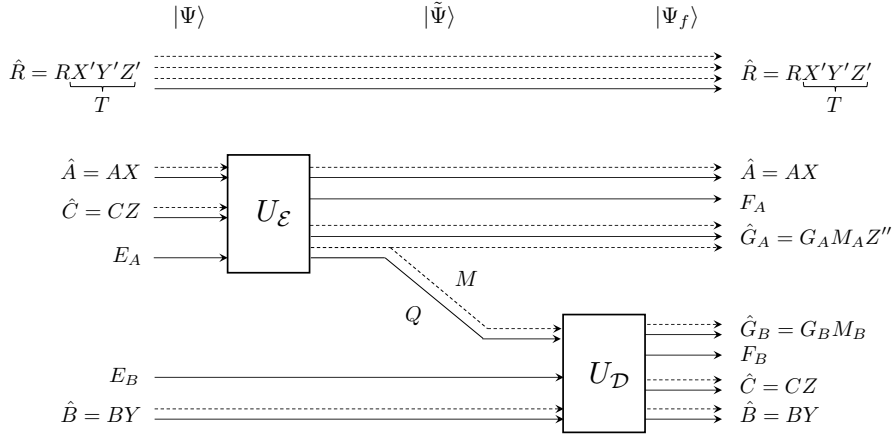 |Ψ⟩ |Ψ̃⟩ |Ψ_f⟩
R̂ = RX′Y′Z′ R̂ = RX′Y′Z′
T T
Â = AX Â = AX
U_ℰ
F_A
Ĉ = CZ
Ĝ_A = G_A M_A Z″
E_A
M
Q
Ĝ_B = G_B M_B
F_B
E_B
U_𝒟
Ĉ = CZ
B̂ = BY B̂ = BY